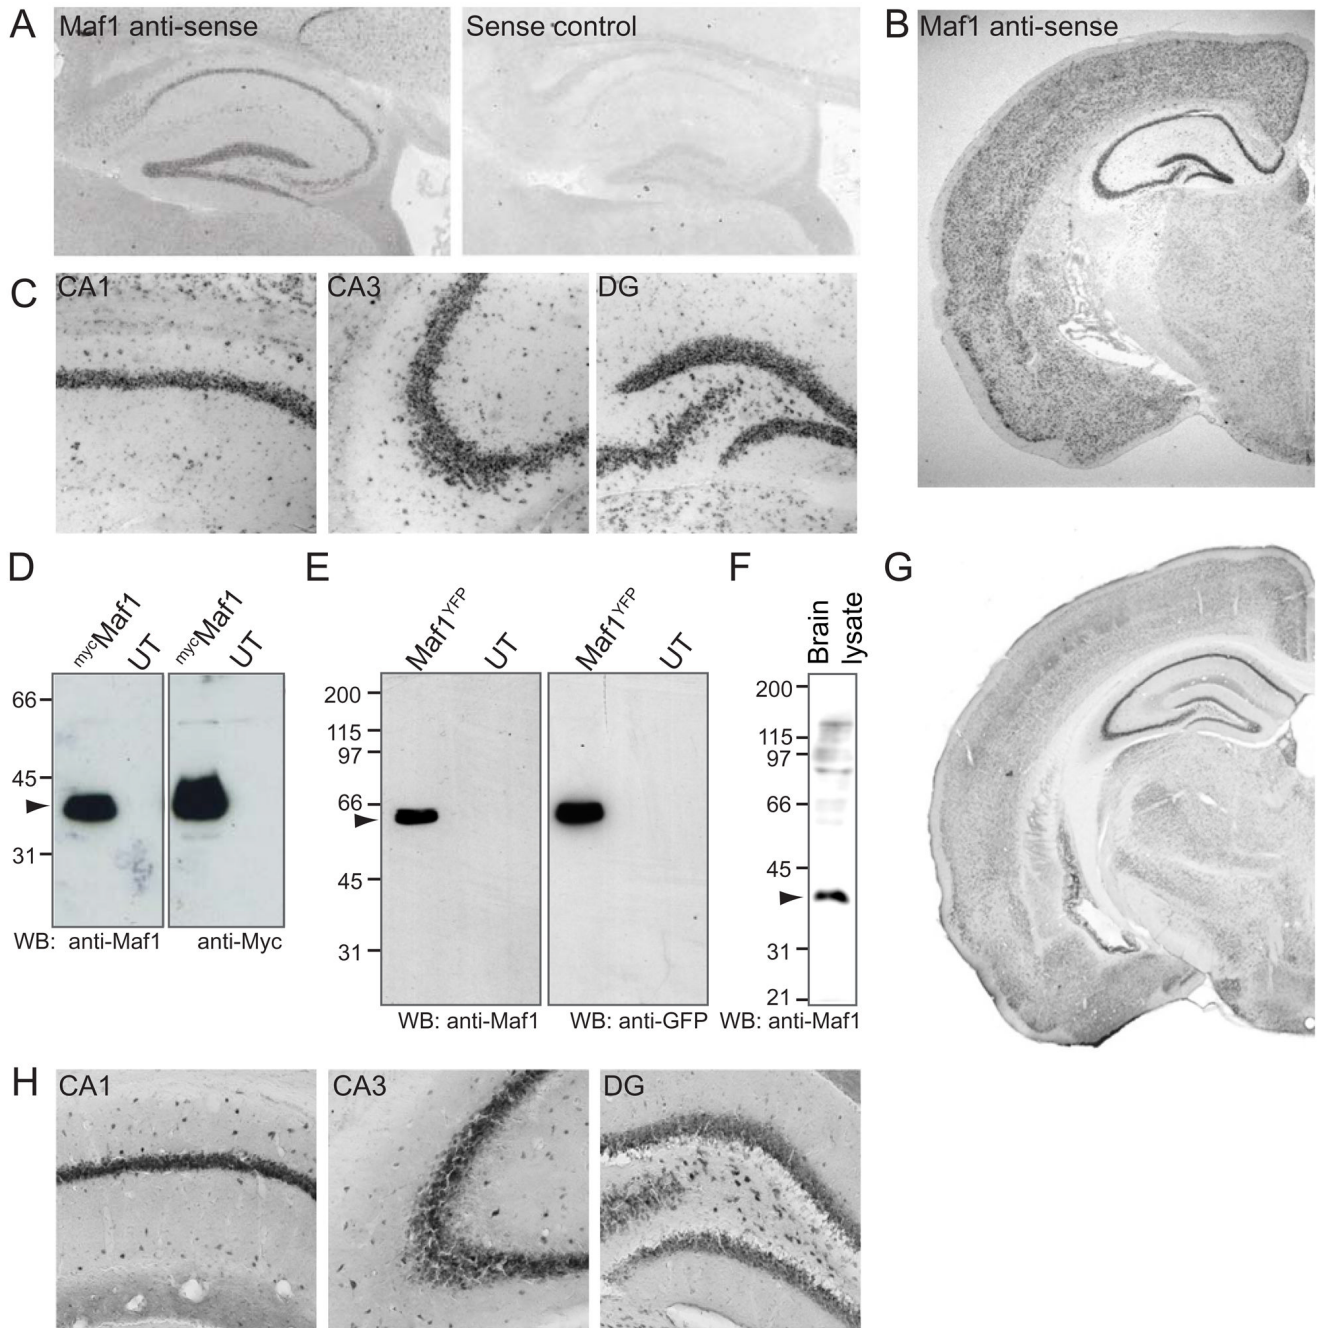 A
Maf1 anti-sense
Sense control
B
Maf1 anti-sense
C
CA1
CA3
DG
D
mycMaf1
UT
mycMaf1
UT
66
45
31
WB: anti-Maf1
anti-Myc
E
Maf1YFP
UT
Maf1YFP
UT
200
115
97
66
45
31
WB: anti-Maf1
WB: anti-GFP
F
Brain
lysate
200
115
97
66
45
31
21
WB: anti-Maf1
G
H
CA1
CA3
DG